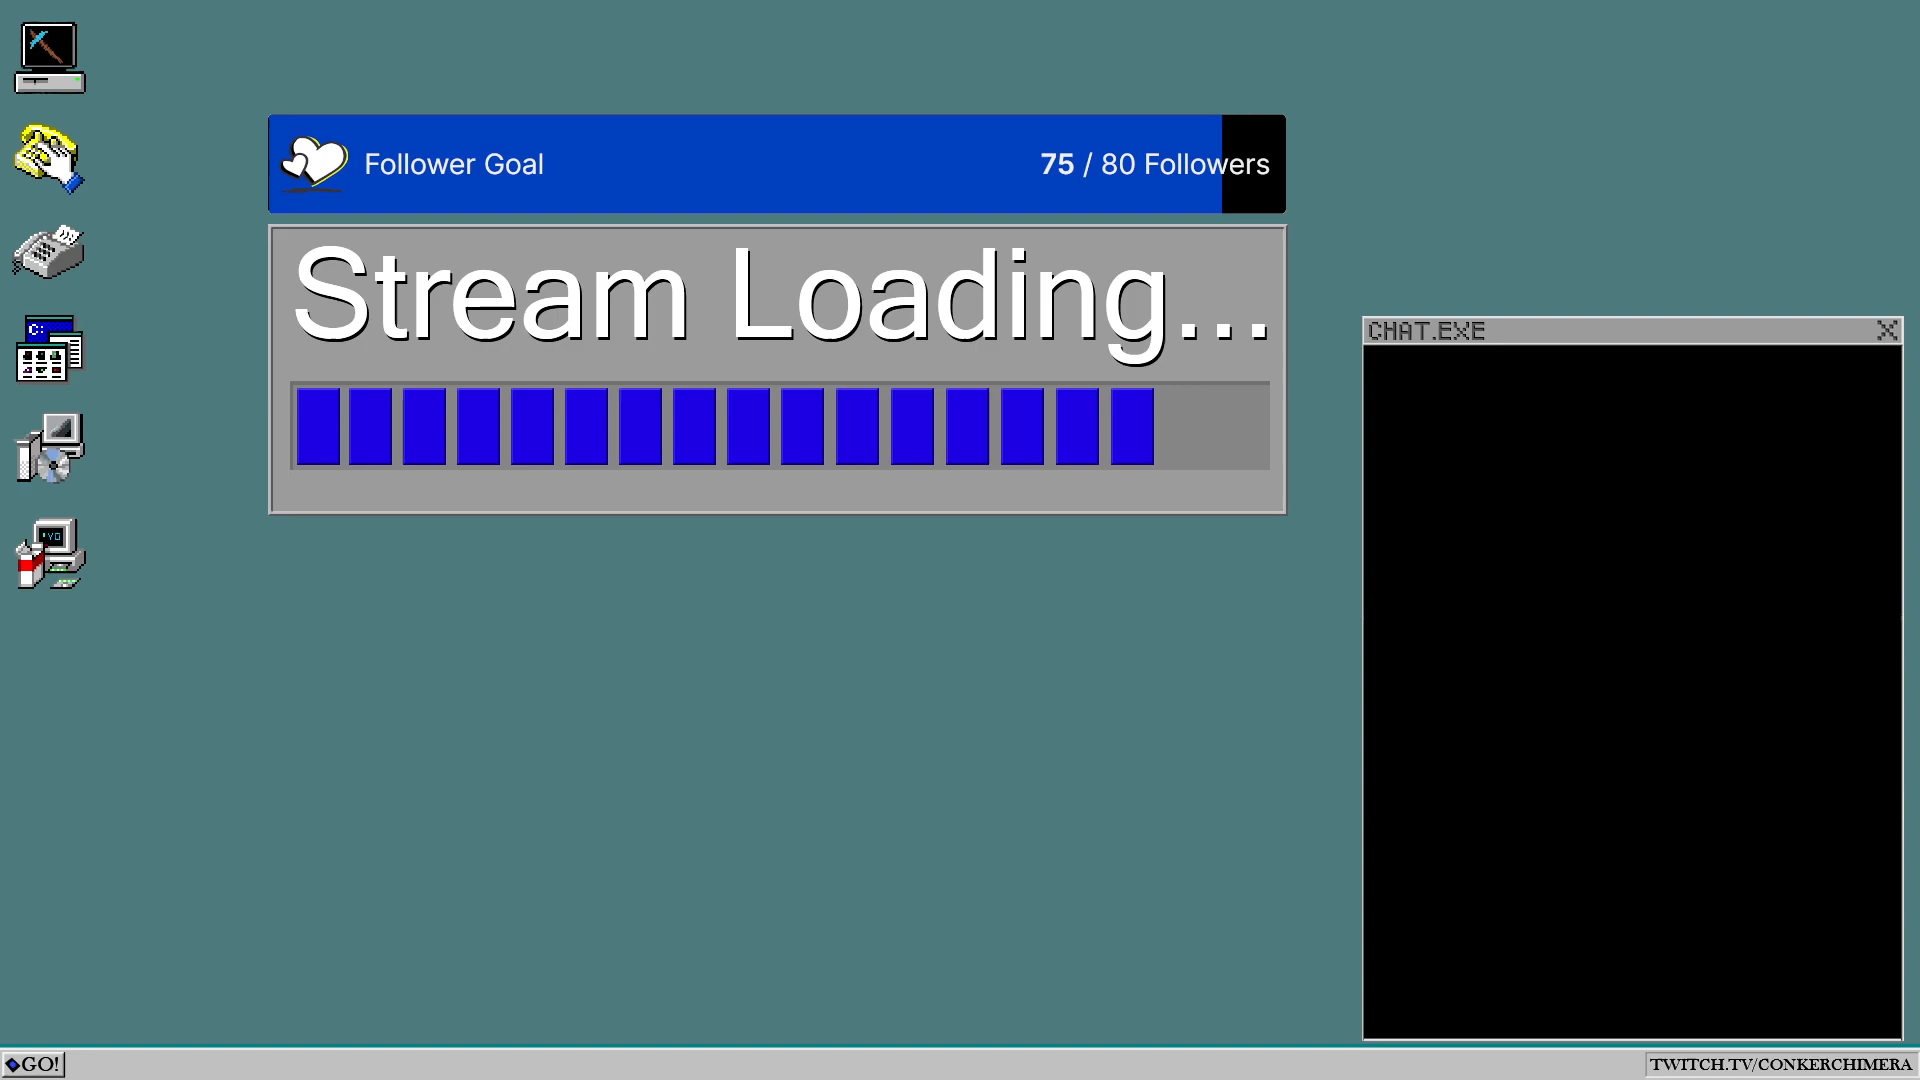 Follower Goal
75 / 80 Followers
Stream Loading...
CHAT.EXE
C:
GO!
TWITCH.TV/CONKERCHIMERA